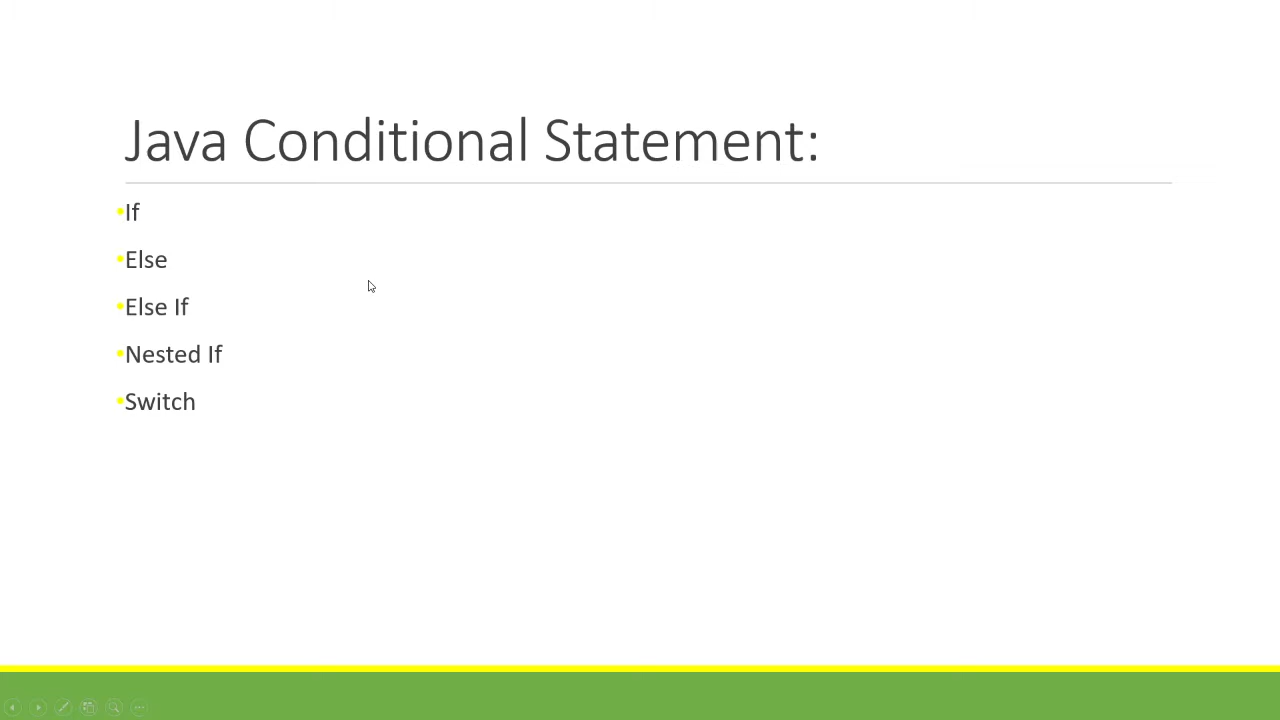 Java Conditional Statement:
•If
•Else
•Else If
•Nested If
•Switch